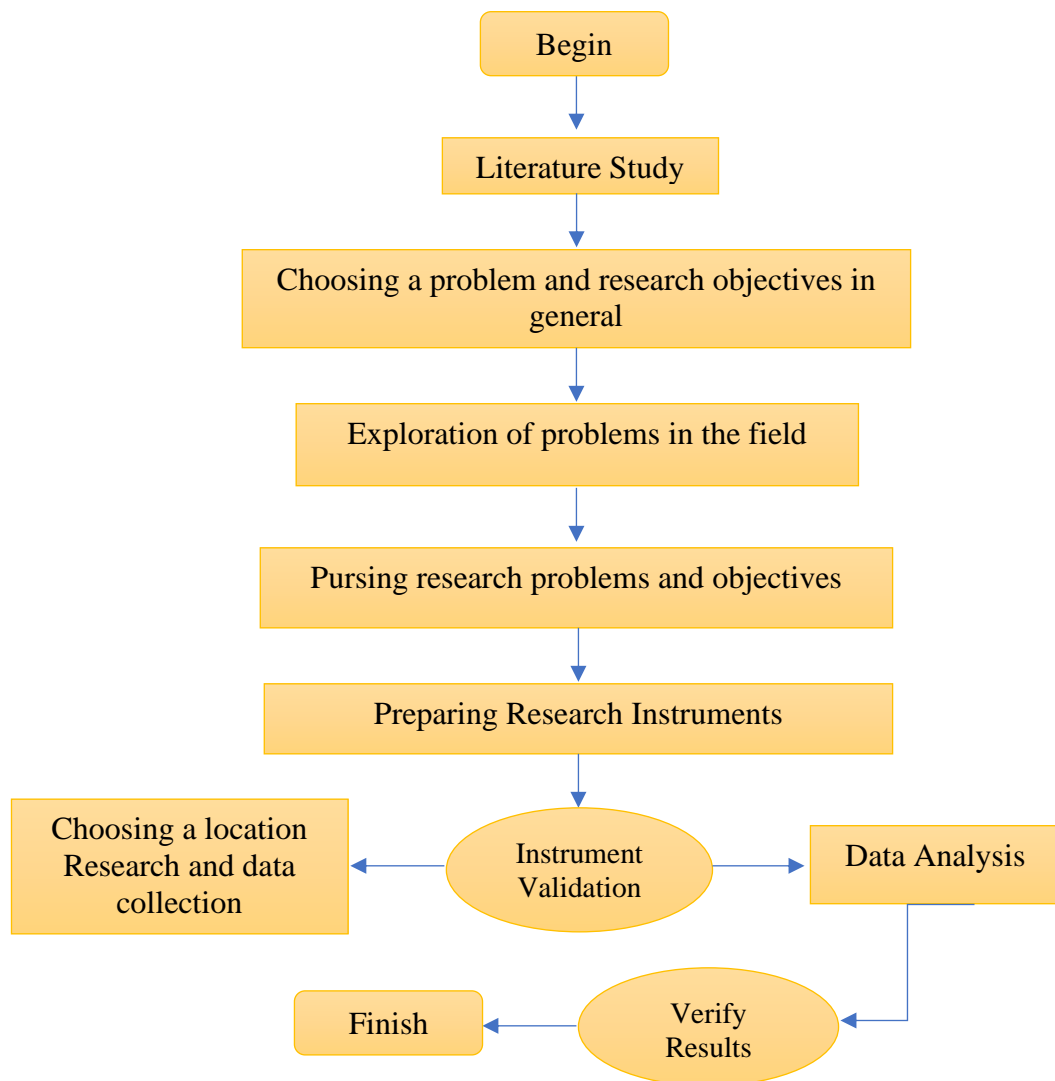 Begin
Literature Study
Choosing a problem and research objectives in
general
Exploration of problems in the field
Pursing research problems and objectives
Preparing Research Instruments
Choosing a location
Research and data
collection
Instrument
Validation
Data Analysis
Finish
Verify
Results